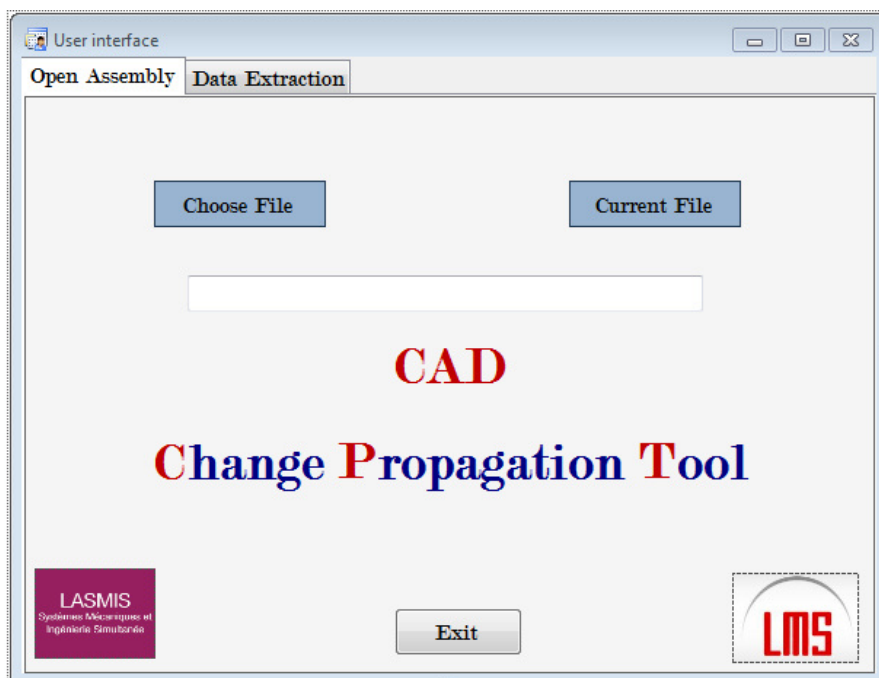 User interface
Open Assembly Data Extraction
Choose File Current File
CAD
Change Propagation Tool
LASMIS
Systèmes Mécaniques et
Ingénierie Simultanée
Exit
LMS